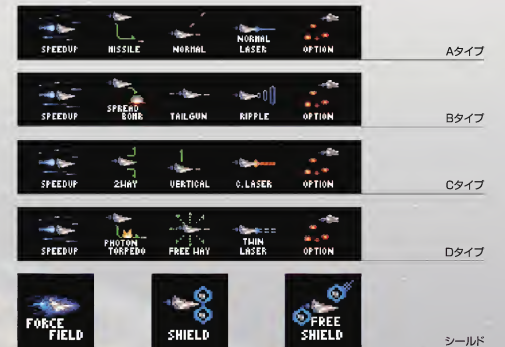 SPEEDUP MISSILE NORMAL NORMAL LASER OPTION
Aタイプ
SPEEDUP SPREAD BOMB TAILGUN RIPPLE OPTION
Bタイプ
SPEEDUP 2WAY VERTICAL C.LASER OPTION
Cタイプ
SPEEDUP PHOTON TORPEDO FREE WAY TWIN LASER OPTION
Dタイプ
FORCE FIELD
SHIELD
FREE SHIELD
シールド